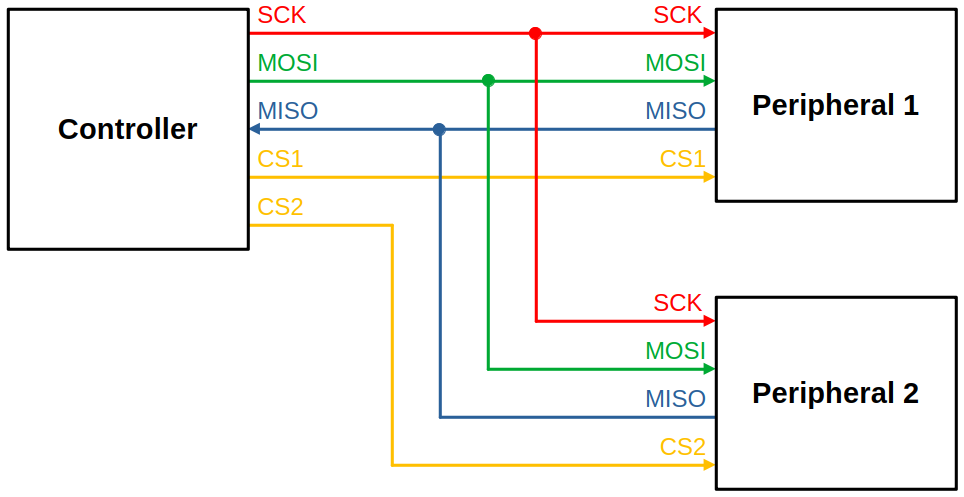 SCK SCK
MOSI MOSI
Controller MISO MISO Peripheral 1
CS1 CS1
CS2
SCK
MOSI
MISO Peripheral 2
CS2